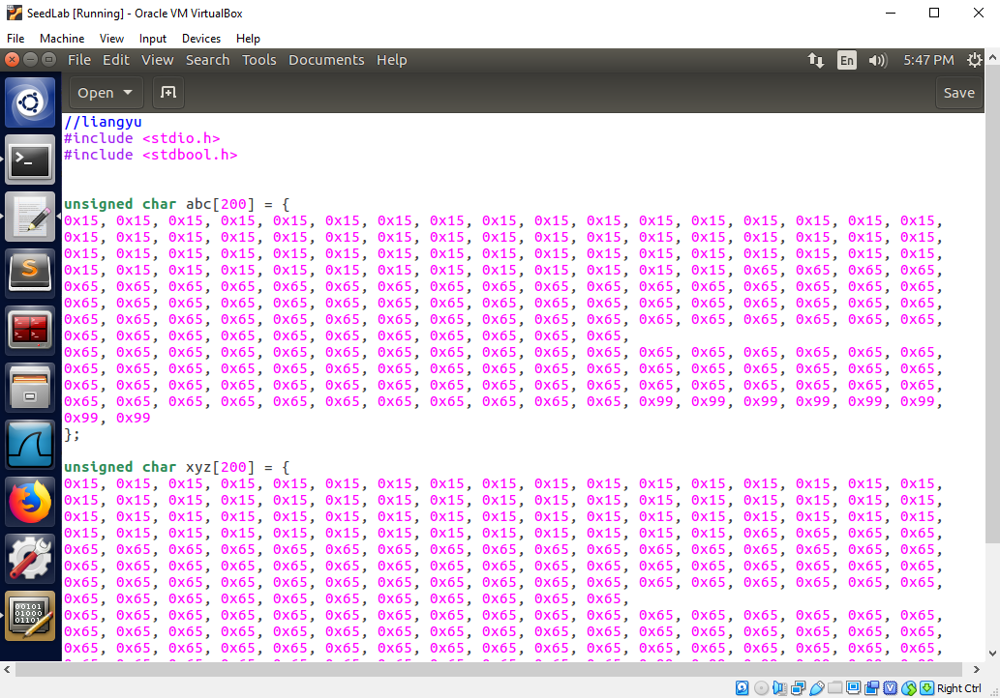 SeedLab [Running] - Oracle VM VirtualBox
File Machine View Input Devices Help
File Edit View Search Tools Documents Help
En 5:47 PM
Open Save
//liangyu
#include <stdio.h>
#include <stdbool.h>
unsigned char abc[200] = {
0x15, 0x15, 0x15, 0x15, 0x15, 0x15, 0x15, 0x15, 0x15, 0x15, 0x15, 0x15, 0x15, 0x15, 0x15, 0x15, 0x15,
0x15, 0x15, 0x15, 0x15, 0x15, 0x15, 0x15, 0x15, 0x15, 0x15, 0x15, 0x15, 0x15, 0x15, 0x15, 0x15, 0x15,
0x15, 0x15, 0x15, 0x15, 0x15, 0x15, 0x15, 0x15, 0x15, 0x15, 0x15, 0x15, 0x15, 0x15, 0x15, 0x15, 0x15,
0x15, 0x15, 0x15, 0x15, 0x15, 0x15, 0x15, 0x15, 0x15, 0x15, 0x15, 0x15, 0x15, 0x65, 0x65, 0x65, 0x65,
0x65, 0x65, 0x65, 0x65, 0x65, 0x65, 0x65, 0x65, 0x65, 0x65, 0x65, 0x65, 0x65, 0x65, 0x65, 0x65, 0x65,
0x65, 0x65, 0x65, 0x65, 0x65, 0x65, 0x65, 0x65, 0x65, 0x65, 0x65, 0x65, 0x65, 0x65, 0x65, 0x65, 0x65,
0x65, 0x65, 0x65, 0x65, 0x65, 0x65, 0x65, 0x65, 0x65, 0x65, 0x65, 0x65, 0x65, 0x65, 0x65, 0x65, 0x65,
0x65, 0x65, 0x65, 0x65, 0x65, 0x65, 0x65, 0x65, 0x65, 0x65, 0x65,
0x65, 0x65, 0x65, 0x65, 0x65, 0x65, 0x65, 0x65, 0x65, 0x65, 0x65, 0x65, 0x65, 0x65, 0x65, 0x65, 0x65,
0x65, 0x65, 0x65, 0x65, 0x65, 0x65, 0x65, 0x65, 0x65, 0x65, 0x65, 0x65, 0x65, 0x65, 0x65, 0x65, 0x65,
0x65, 0x65, 0x65, 0x65, 0x65, 0x65, 0x65, 0x65, 0x65, 0x65, 0x65, 0x65, 0x65, 0x65, 0x65, 0x65, 0x65,
0x65, 0x65, 0x65, 0x65, 0x65, 0x65, 0x65, 0x65, 0x65, 0x65, 0x65, 0x99, 0x99, 0x99, 0x99, 0x99, 0x99,
0x99, 0x99
};
unsigned char xyz[200] = {
0x15, 0x15, 0x15, 0x15, 0x15, 0x15, 0x15, 0x15, 0x15, 0x15, 0x15, 0x15, 0x15, 0x15, 0x15, 0x15, 0x15,
0x15, 0x15, 0x15, 0x15, 0x15, 0x15, 0x15, 0x15, 0x15, 0x15, 0x15, 0x15, 0x15, 0x15, 0x15, 0x15, 0x15,
0x15, 0x15, 0x15, 0x15, 0x15, 0x15, 0x15, 0x15, 0x15, 0x15, 0x15, 0x15, 0x15, 0x15, 0x15, 0x15, 0x15,
0x15, 0x15, 0x15, 0x15, 0x15, 0x15, 0x15, 0x15, 0x15, 0x15, 0x15, 0x15, 0x15, 0x65, 0x65, 0x65, 0x65,
0x65, 0x65, 0x65, 0x65, 0x65, 0x65, 0x65, 0x65, 0x65, 0x65, 0x65, 0x65, 0x65, 0x65, 0x65, 0x65, 0x65,
0x65, 0x65, 0x65, 0x65, 0x65, 0x65, 0x65, 0x65, 0x65, 0x65, 0x65, 0x65, 0x65, 0x65, 0x65, 0x65, 0x65,
0x65, 0x65, 0x65, 0x65, 0x65, 0x65, 0x65, 0x65, 0x65, 0x65, 0x65, 0x65, 0x65, 0x65, 0x65, 0x65, 0x65,
0x65, 0x65, 0x65, 0x65, 0x65, 0x65, 0x65, 0x65, 0x65, 0x65, 0x65,
0x65, 0x65, 0x65, 0x65, 0x65, 0x65, 0x65, 0x65, 0x65, 0x65, 0x65, 0x65, 0x65, 0x65, 0x65, 0x65, 0x65,
0x65, 0x65, 0x65, 0x65, 0x65, 0x65, 0x65, 0x65, 0x65, 0x65, 0x65, 0x65, 0x65, 0x65, 0x65, 0x65, 0x65,
0x65, 0x65, 0x65, 0x65, 0x65, 0x65, 0x65, 0x65, 0x65, 0x65, 0x65, 0x65, 0x65, 0x65, 0x65, 0x65, 0x65,
Right Ctrl